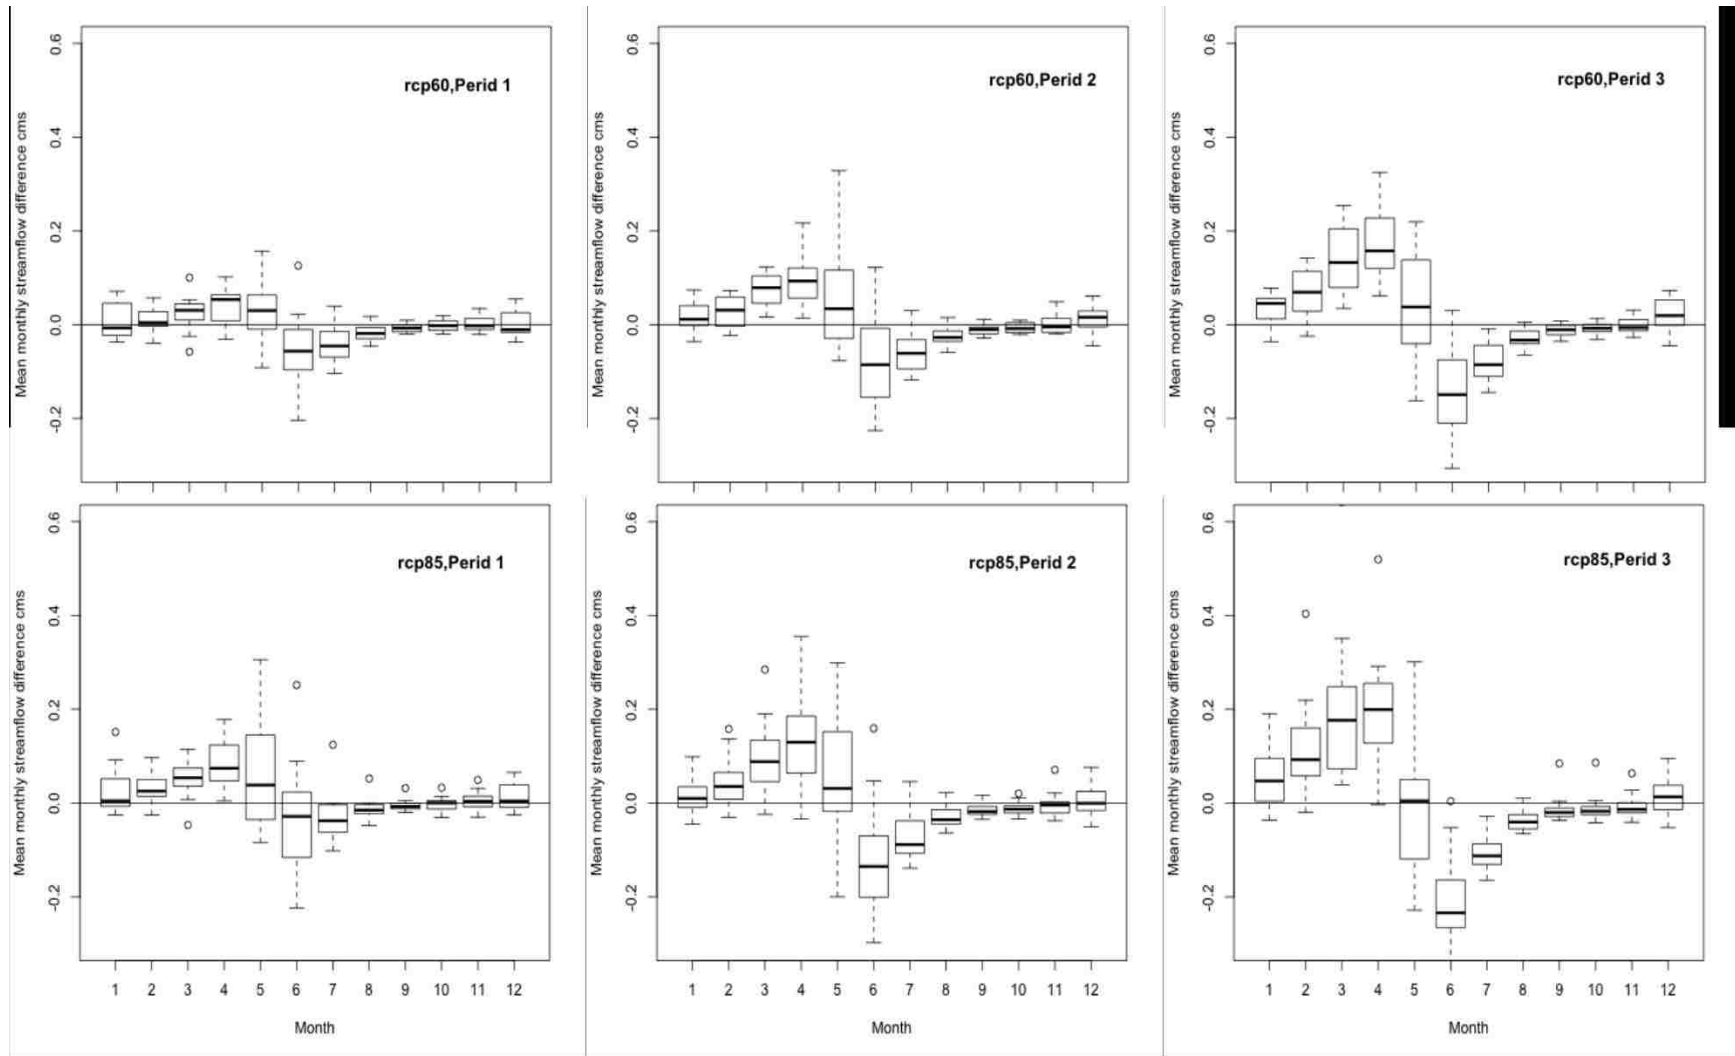 rcp60,Perid 1
Mean monthly streamflow difference cms
0.6
0.4
0.2
0.0
-0.2
rcp60,Perid 2
Mean monthly streamflow difference cms
0.6
0.4
0.2
0.0
-0.2
rcp60,Perid 3
Mean monthly streamflow difference cms
0.6
0.4
0.2
0.0
-0.2
rcp85,Perid 1
Mean monthly streamflow difference cms
0.6
0.4
0.2
0.0
-0.2
1 2 3 4 5 6 7 8 9 10 11 12
Month
rcp85,Perid 2
Mean monthly streamflow difference cms
0.6
0.4
0.2
0.0
-0.2
1 2 3 4 5 6 7 8 9 10 11 12
Month
rcp85,Perid 3
Mean monthly streamflow difference cms
0.6
0.4
0.2
0.0
-0.2
1 2 3 4 5 6 7 8 9 10 11 12
Month